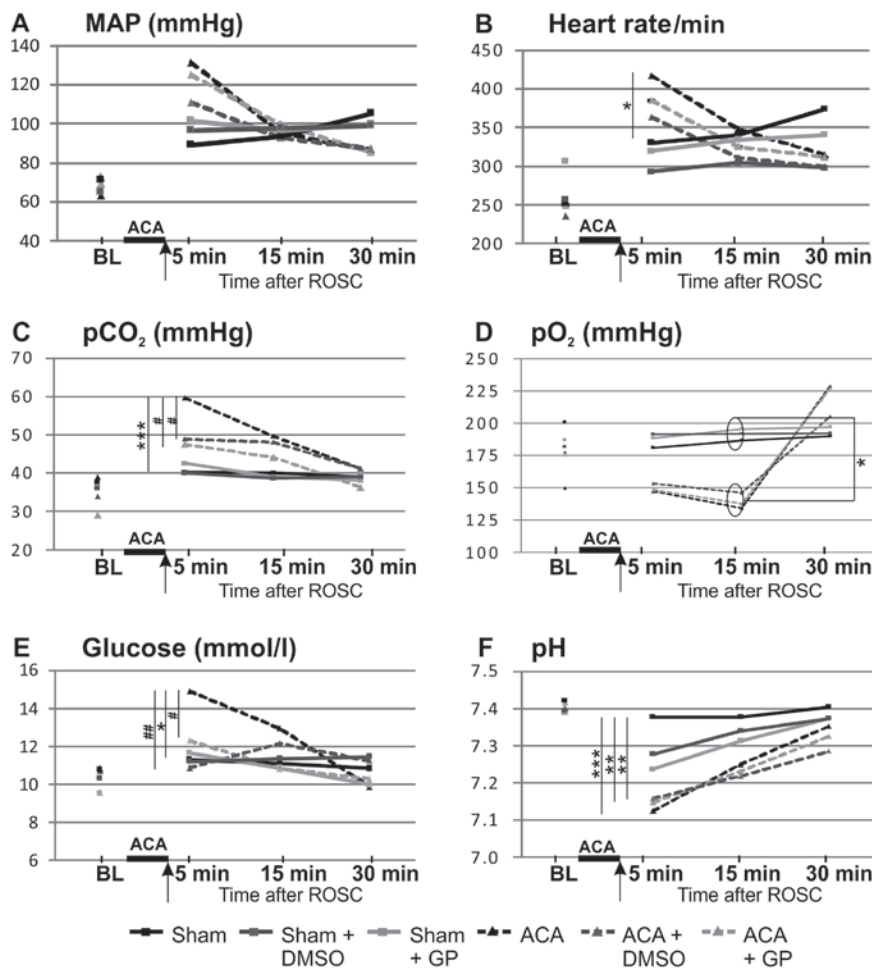 A MAP (mmHg)
140
120
100
80
60
40
ACA
BL 5 min 15 min 30 min
Time after ROSC
B Heart rate/min
450
400
350
300
250
200
*
ACA
BL 5 min 15 min 30 min
Time after ROSC
C pCO₂ (mmHg)
70
60
50
40
30
20
*** # #
ACA
BL 5 min 15 min 30 min
Time after ROSC
D pO₂ (mmHg)
250
225
200
175
150
125
100
*
ACA
BL 5 min 15 min 30 min
Time after ROSC
E Glucose (mmol/l)
16
14
12
10
8
6
## * #
ACA
BL 5 min 15 min 30 min
Time after ROSC
F pH
7.5
7.4
7.3
7.2
7.1
7.0
*** ** **
ACA
BL 5 min 15 min 30 min
Time after ROSC
Sham Sham + DMSO Sham + GP ACA ACA + DMSO ACA + GP